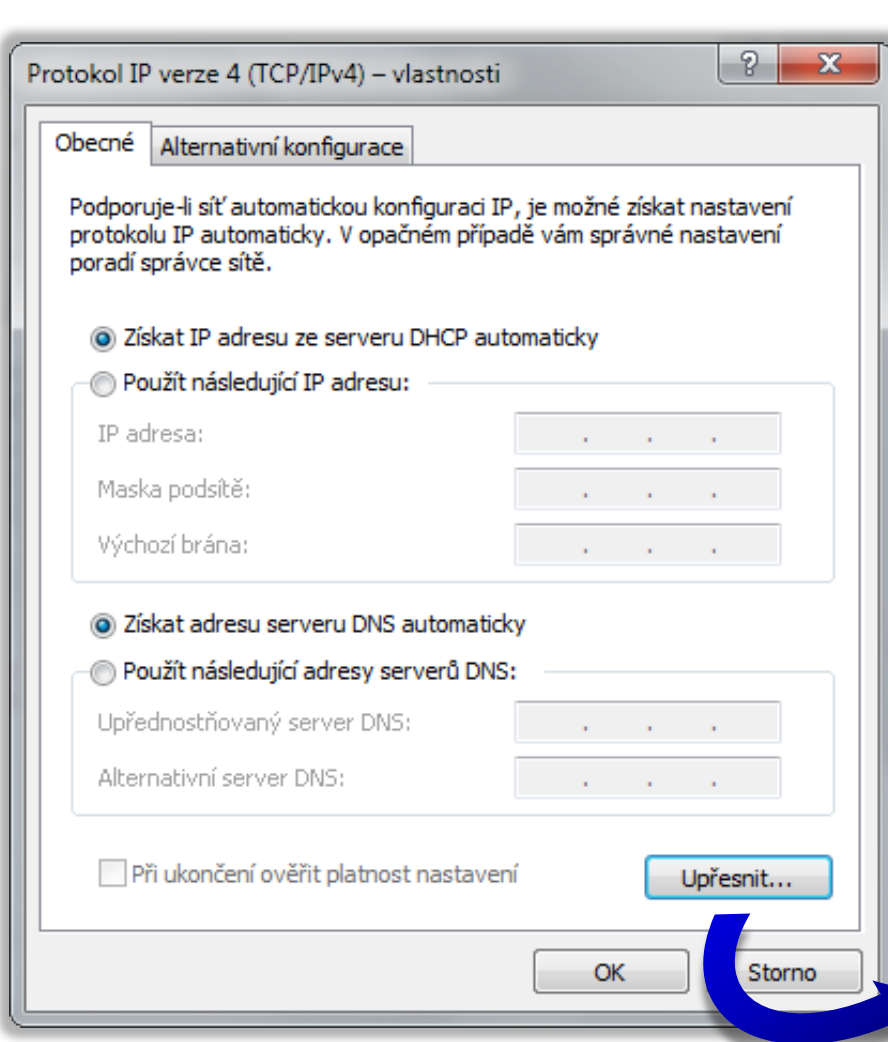 Protokol IP verze 4 (TCP/IPv4) – vlastnosti
?
Obecné
Alternativní konfigurace
Podporuje-li síť automatickou konfiguraci IP, je možné získat nastavení
protokolu IP automaticky. V opačném případě vám správné nastavení
poradí správce sítě.
Získat IP adresu ze serveru DHCP automaticky
Použít následující IP adresu:
IP adresa:
Maska podsítě:
Výchozí brána:
Získat adresu serveru DNS automaticky
Použít následující adresy serverů DNS:
Upřednostňovaný server DNS:
Alternativní server DNS:
Při ukončení ověřit platnost nastavení
Upřesnit...
OK
Storno